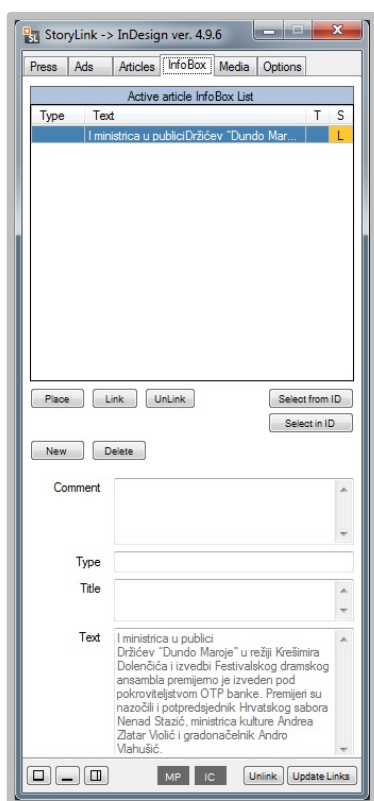 SL StoryLink -> InDesign ver. 4.9.6
Press Ads Articles InfoBox Media Options
Active article InfoBox List
Type Text T S
I ministrica u publiciDržićev "Dundo Mar... L
Place Link UnLink Select from ID
Select in ID
New Delete
Comment
Type
Title
Text I ministrica u publici
Držićev "Dundo Maroje" u režiji Krešimira
Dolenčića i izvedbi Festivalskog dramskog
ansambla premijerno je izveden pod
pokroviteljstvom OTP banke. Premijeri su
nazočili i potpredsjednik Hrvatskog sabora
Nenad Stazić, ministrica kulture Andrea
Zlatar Violić i gradonačelnik Andro
Vlahušić.
MP IC Unlink Update Links